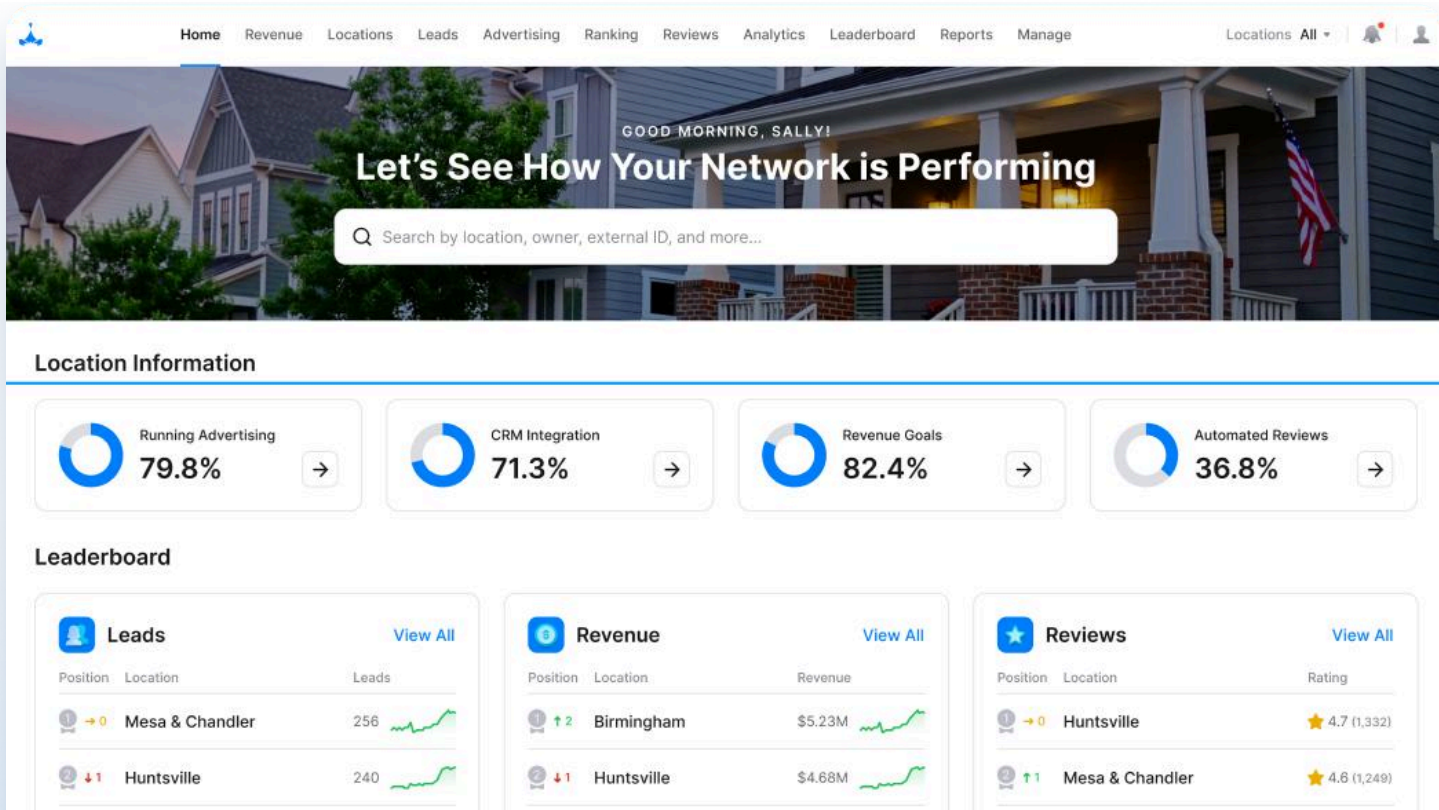 Home Revenue Locations Leads Advertising Ranking Reviews Analytics Leaderboard Reports Manage Locations All
GOOD MORNING, SALLY!
Let's See How Your Network is Performing
Search by location, owner, external ID, and more...
Location Information
Running Advertising
79.8%
CRM Integration
71.3%
Revenue Goals
82.4%
Automated Reviews
36.8%
Leaderboard
Leads View All
Position Location Leads
1 → 0 Mesa & Chandler 256
2 ↓ 1 Huntsville 240
Revenue View All
Position Location Revenue
1 ↑ 2 Birmingham $5.23M
2 ↓ 1 Huntsville $4.68M
Reviews View All
Position Location Rating
1 → 0 Huntsville 4.7 (1,332)
2 ↑ 1 Mesa & Chandler 4.6 (1,249)